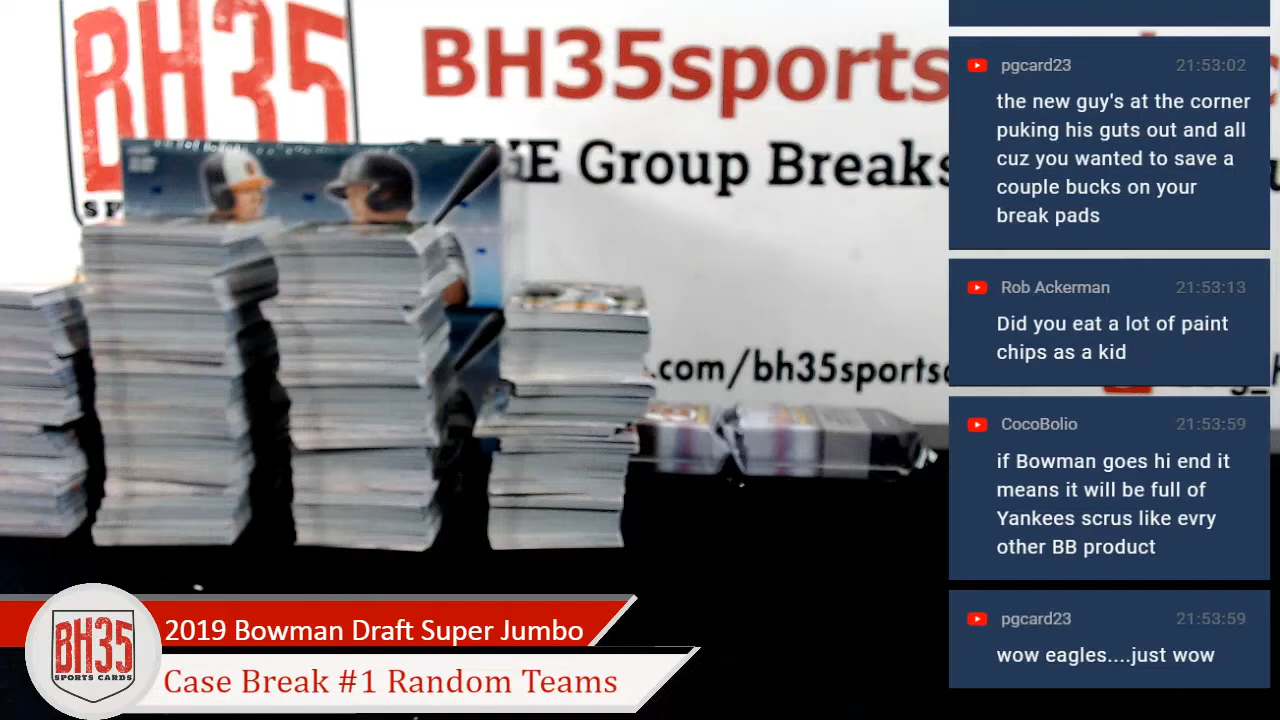 BH35
BH35sports
Group Breaks
.com/bh35sports
pgcard23 21:53:02
the new guy's at the corner
puking his guts out and all
cuz you wanted to save a
couple bucks on your
break pads
Rob Ackerman 21:53:13
Did you eat a lot of paint
chips as a kid
CocoBolio 21:53:59
if Bowman goes hi end it
means it will be full of
Yankees scrus like evry
other BB product
pgcard23 21:53:59
wow eagles....just wow
BH35
SPORTS CARDS
2019 Bowman Draft Super Jumbo
Case Break #1 Random Teams